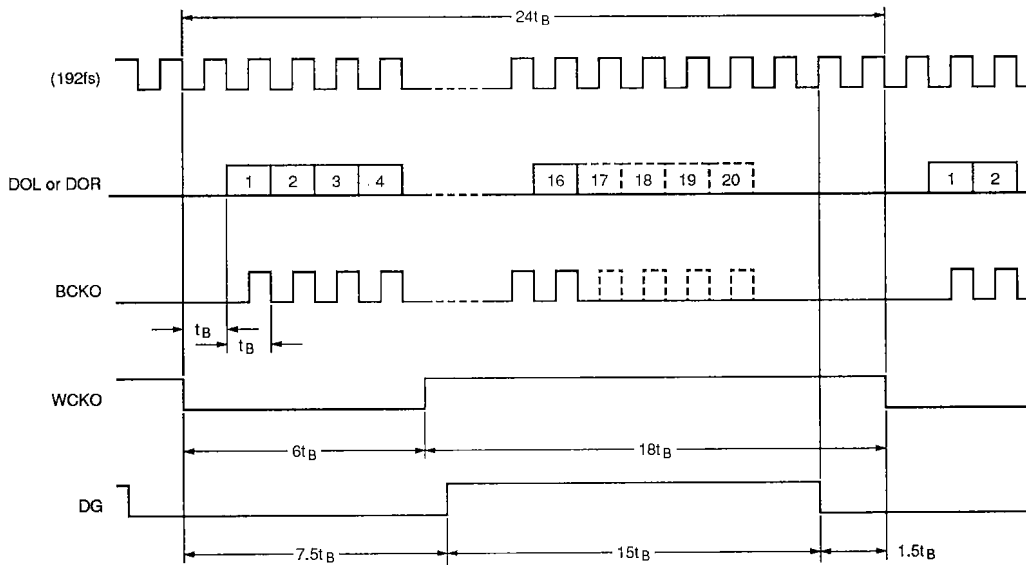 24tB
(192fs)
DOL or DOR
1 2 3 4 16 17 18 19 20 1 2
BCKO
tB
tB
WCKO
6tB 18tB
DG
7.5tB 15tB 1.5tB